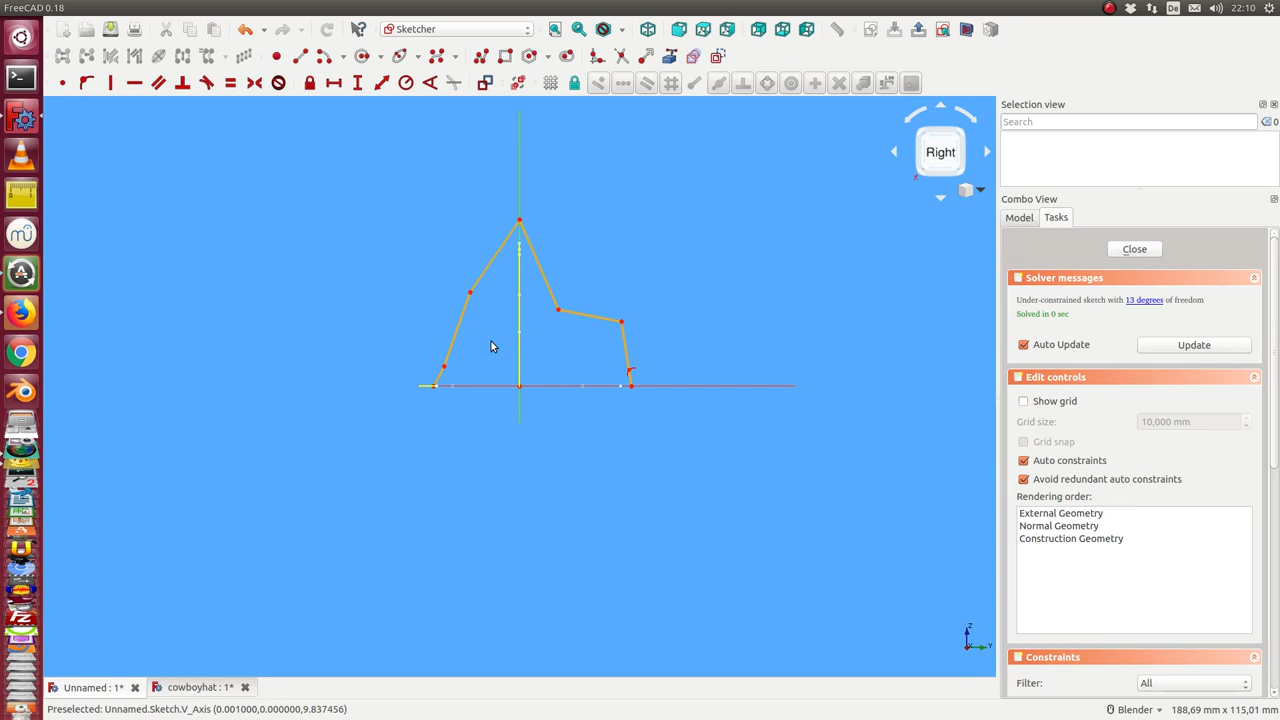 FreeCAD 0.18
De
22:10
Sketcher
Right
Selection view
Search
0
Combo View
Model
Tasks
Close
Solver messages
Under-constrained sketch with 13 degrees of freedom
Solved in 0 sec
Auto Update
Update
Edit controls
Show grid
Grid size:
10,000 mm
Grid snap
Auto constraints
Avoid redundant auto constraints
Rendering order:
External Geometry
Normal Geometry
Construction Geometry
Constraints
Filter:
All
Z
Y
X
Unnamed : 1*
cowboyhat : 1*
Preselected: Unnamed.Sketch.V_Axis (0.001000,0.000000,9.837456)
Blender
188,69 mm x 115,01 mm